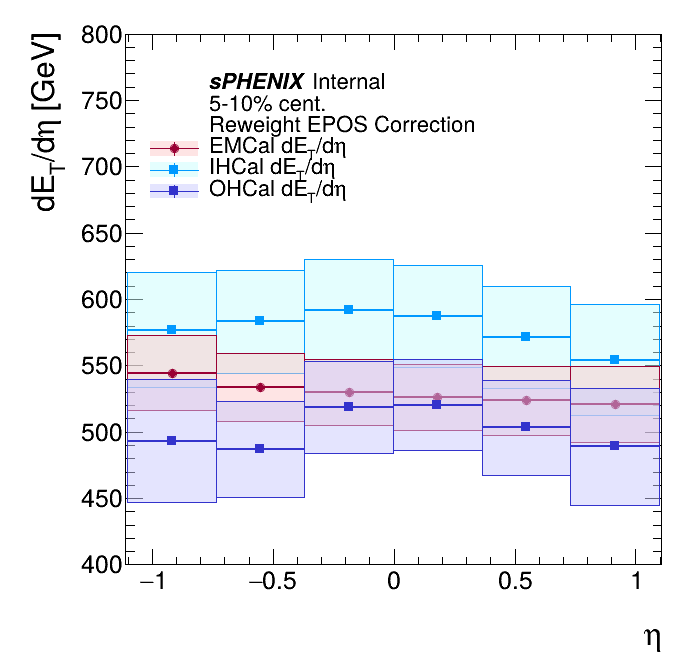 800
750
700
650
600
550
500
450
400
dE_T/dη [GeV]
sPHENIX Internal
5-10% cent.
Reweight EPOS Correction
EMCal dE_T/dη
IHCal dE_T/dη
OHCal dE_T/dη
−1 −0.5 0 0.5 1
η